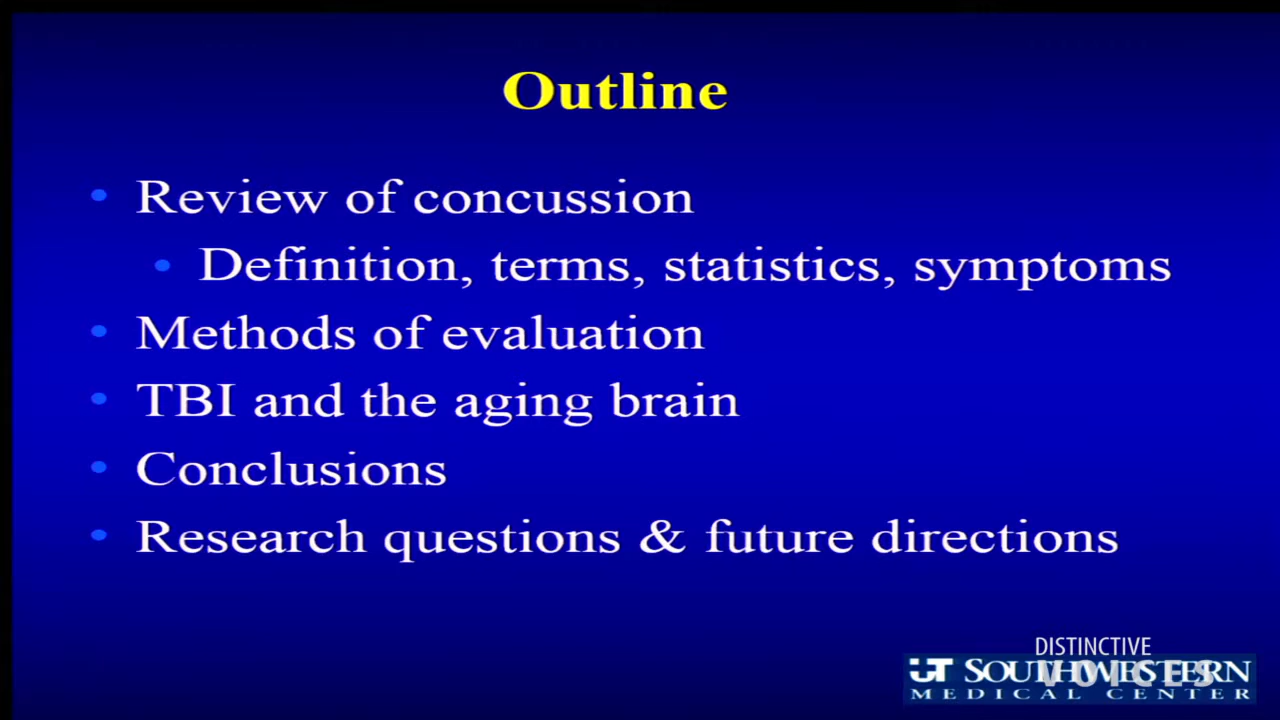 Outline
• Review of concussion
• Definition, terms, statistics, symptoms
• Methods of evaluation
• TBI and the aging brain
• Conclusions
• Research questions & future directions
DISTINCTIVE
VOICES
UT SOUTHWESTERN
MEDICAL CENTER